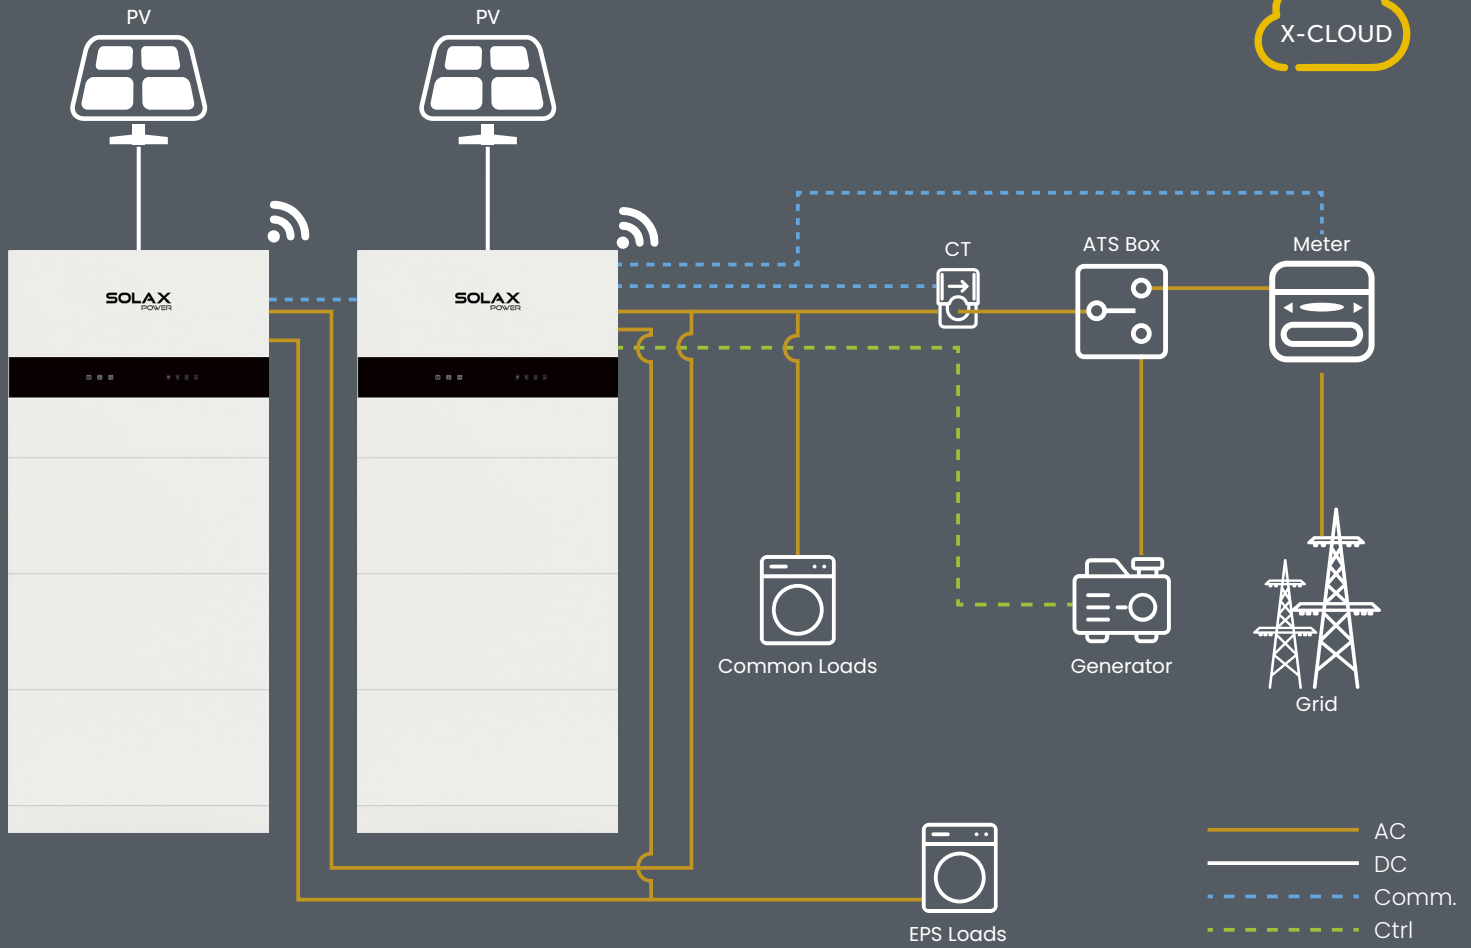 PV
PV
X-CLOUD
CT
ATS Box
Meter
SOLAX
POWER
SOLAX
POWER
Common Loads
Generator
Grid
EPS Loads
AC
DC
Comm.
Ctrl